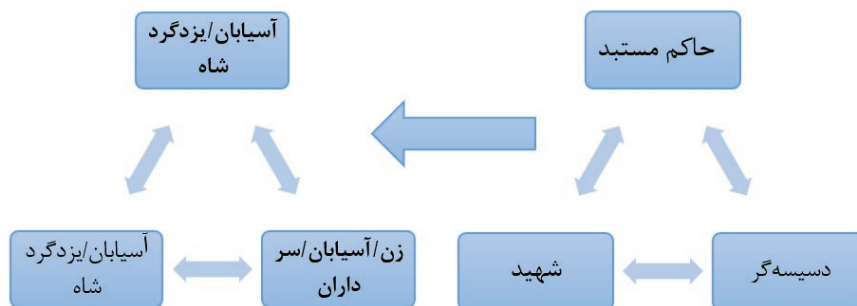 حاکم مستبد
آسیابان/یزدگرد
شاه
دسیسه‌گر
شهید
زن/آسیابان/سر
داران
آسیابان/یزدگرد
شاه